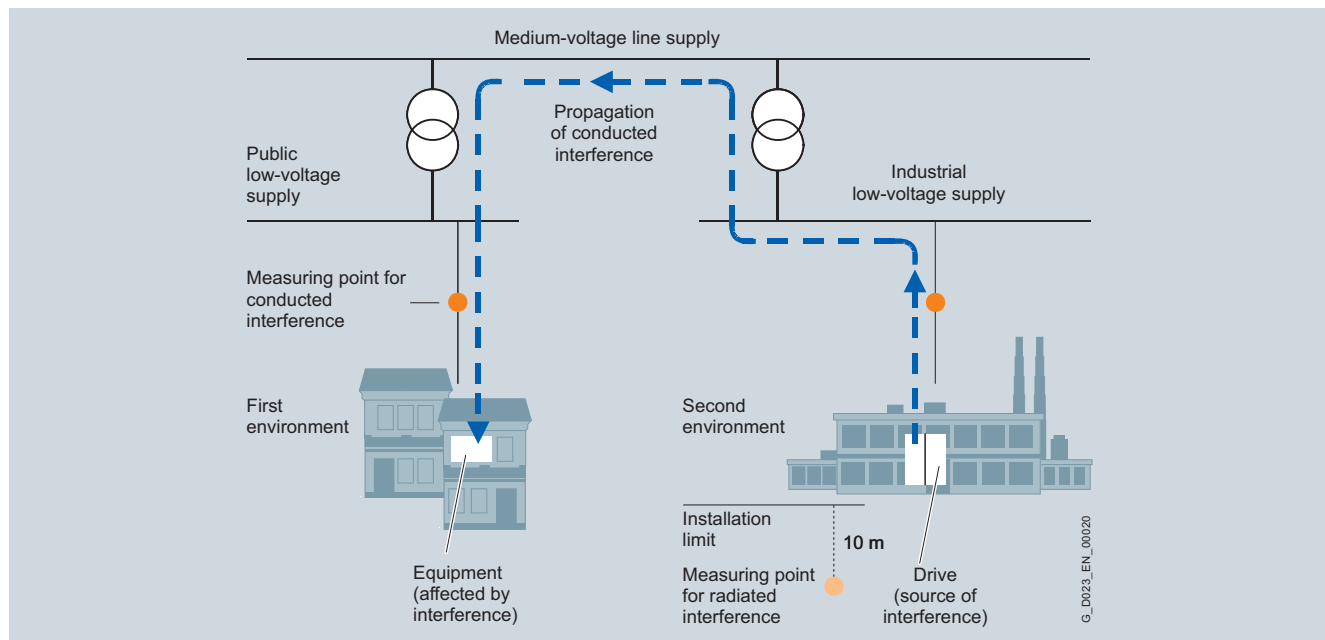 Medium-voltage line supply
Propagation
of conducted
interference
Public
low-voltage
supply
Industrial
low-voltage supply
Measuring point for
conducted
interference
First
environment
Second
environment
Installation
limit
10 m
Measuring point
for radiated
interference
Equipment
(affected by
interference)
Drive
(source of
interference)
G_D023_EN_00020